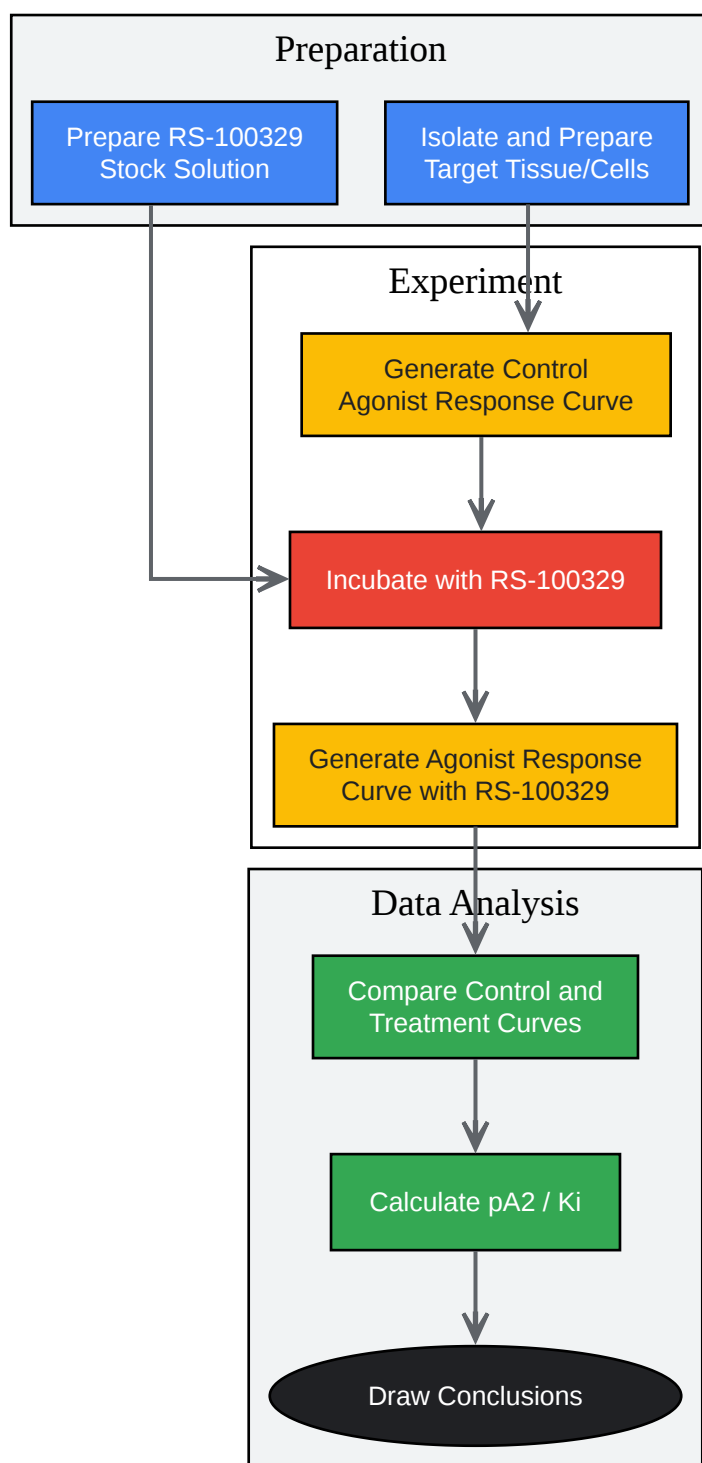 Preparation
Prepare RS-100329
Stock Solution
Isolate and Prepare
Target Tissue/Cells
Experiment
Generate Control
Agonist Response Curve
Incubate with RS-100329
Generate Agonist Response
Curve with RS-100329
Data Analysis
Compare Control and
Treatment Curves
Calculate pA2 / Ki
Draw Conclusions